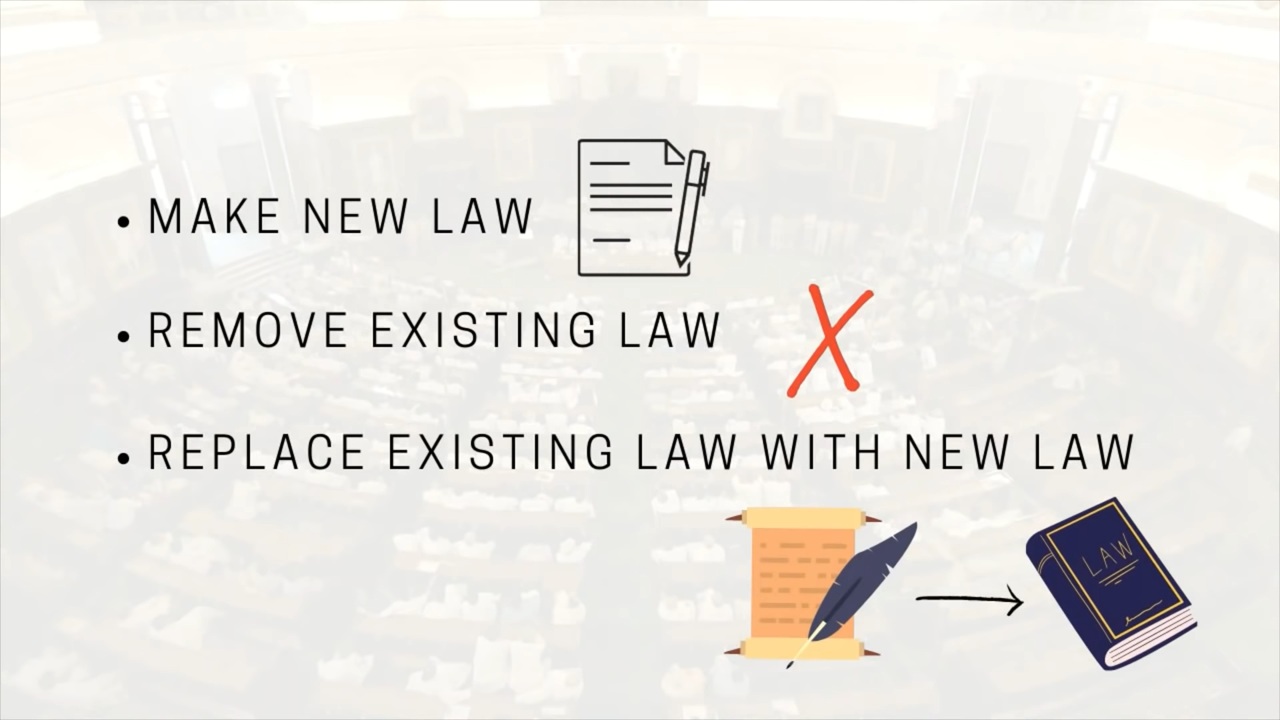 • MAKE NEW LAW
• REMOVE EXISTING LAW
• REPLACE EXISTING LAW WITH NEW LAW
LAW